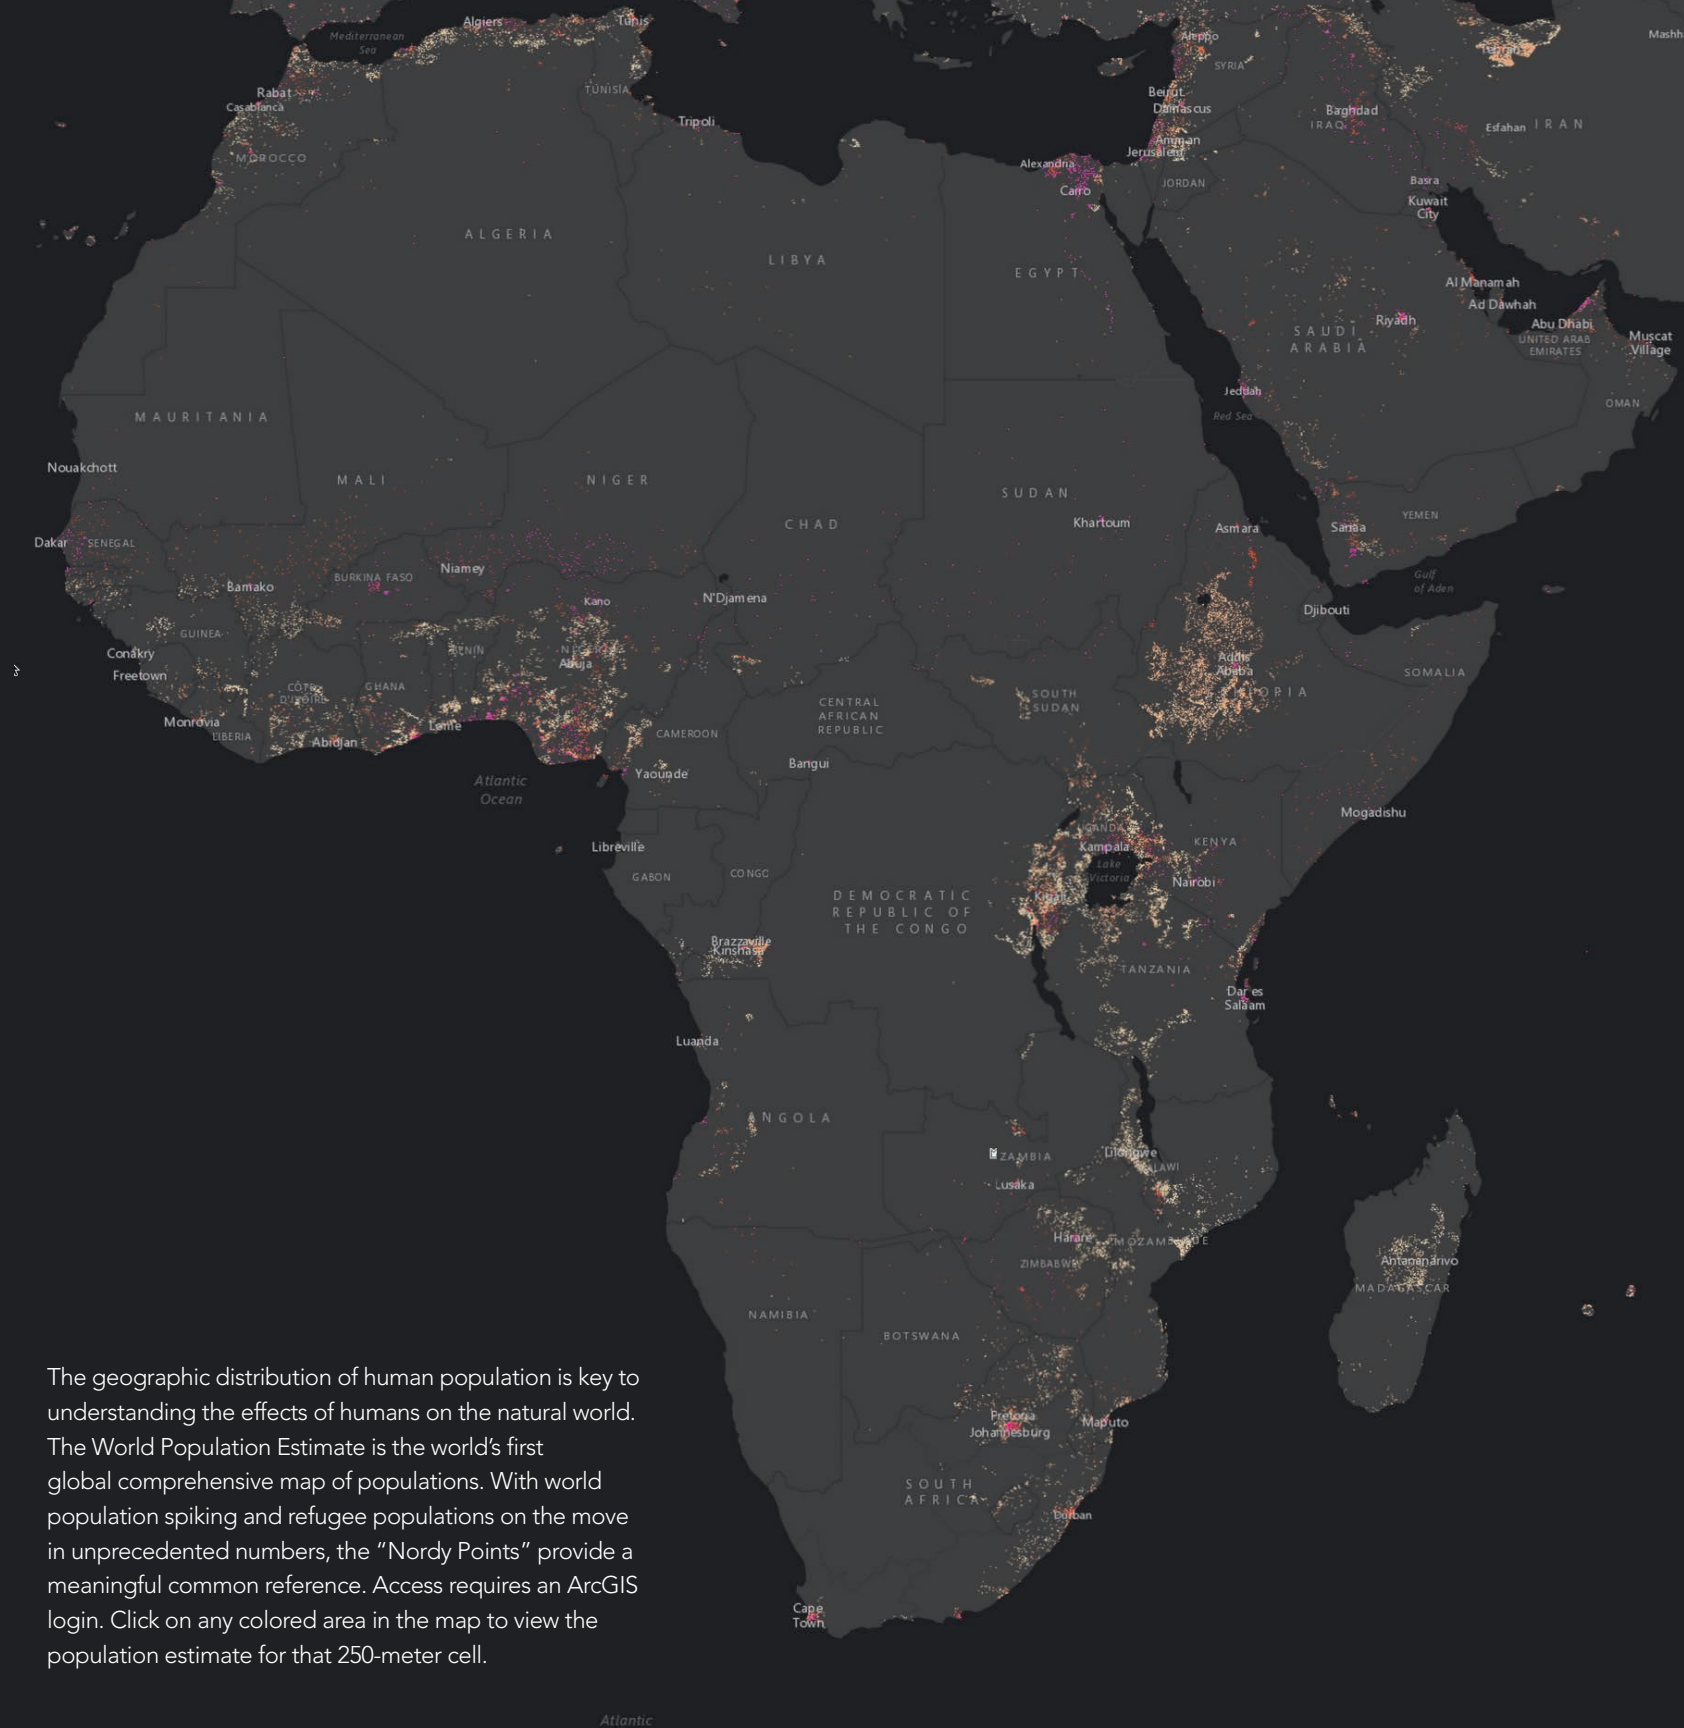 Algiers
Tunis
Mediterranean
Sea
Aleppo
Tehran
Mashh
SYRIA
TUNISIA
Rabat
Casablanca
Beirut
Damascus
Tripoli
Baghdad
IRAQ
Esfahan
IRAN
Amman
Jerusalem
MOROCCO
Alexandria
Cairo
JORDAN
Basra
Kuwait
City
ALGERIA
LIBYA
EGYPT
Al Manamah
Ad Dawhah
Riyadh
Abu Dhabi
SAUDI
ARABIA
UNITED ARAB
EMIRATES
Muscat
Village
Jeddah
Red Sea
OMAN
MAURITANIA
Nouakchott
MALI
NIGER
SUDAN
CHAD
Khartoum
Asmara
Sanaa
YEMEN
Dakar
SENEGAL
Niamey
BURKINA FASO
Bamako
Kano
N'Djamena
Gulf
of Aden
Djibouti
GUINEA
Conakry
Freetown
BENIN
Abuja
Addis
Ababa
SOMALIA
CÔTE
D'IVOIRE
GHANA
SOUTH
SUDAN
CENTRAL
AFRICAN
REPUBLIC
Monrovia
LIBERIA
Abidjan
Lome
CAMEROON
Bangui
Yaounde
Atlantic
Ocean
Mogadishu
UGANDA
Kampala
KENYA
Lake
Victoria
Libreville
GABON
CONGO
Nairobi
DEMOCRATIC
REPUBLIC OF
THE CONGO
Kigali
Brazzaville
Kinshasa
TANZANIA
Dar es
Salaam
Luanda
ANGOLA
ZAMBIA
Lilongwe
Lusaka
Harare
MOZAMBIQUE
ZIMBABWE
Antananarivo
MADAGASCAR
NAMIBIA
BOTSWANA
Pretoria
Johannesburg
Maputo
SOUTH
AFRICA
Durban
Cape
Town
The geographic distribution of human population is key to
understanding the effects of humans on the natural world.
The World Population Estimate is the world’s first
global comprehensive map of populations. With world
population spiking and refugee populations on the move
in unprecedented numbers, the “Nordy Points” provide a
meaningful common reference. Access requires an ArcGIS
login. Click on any colored area in the map to view the
population estimate for that 250-meter cell.
Atlantic